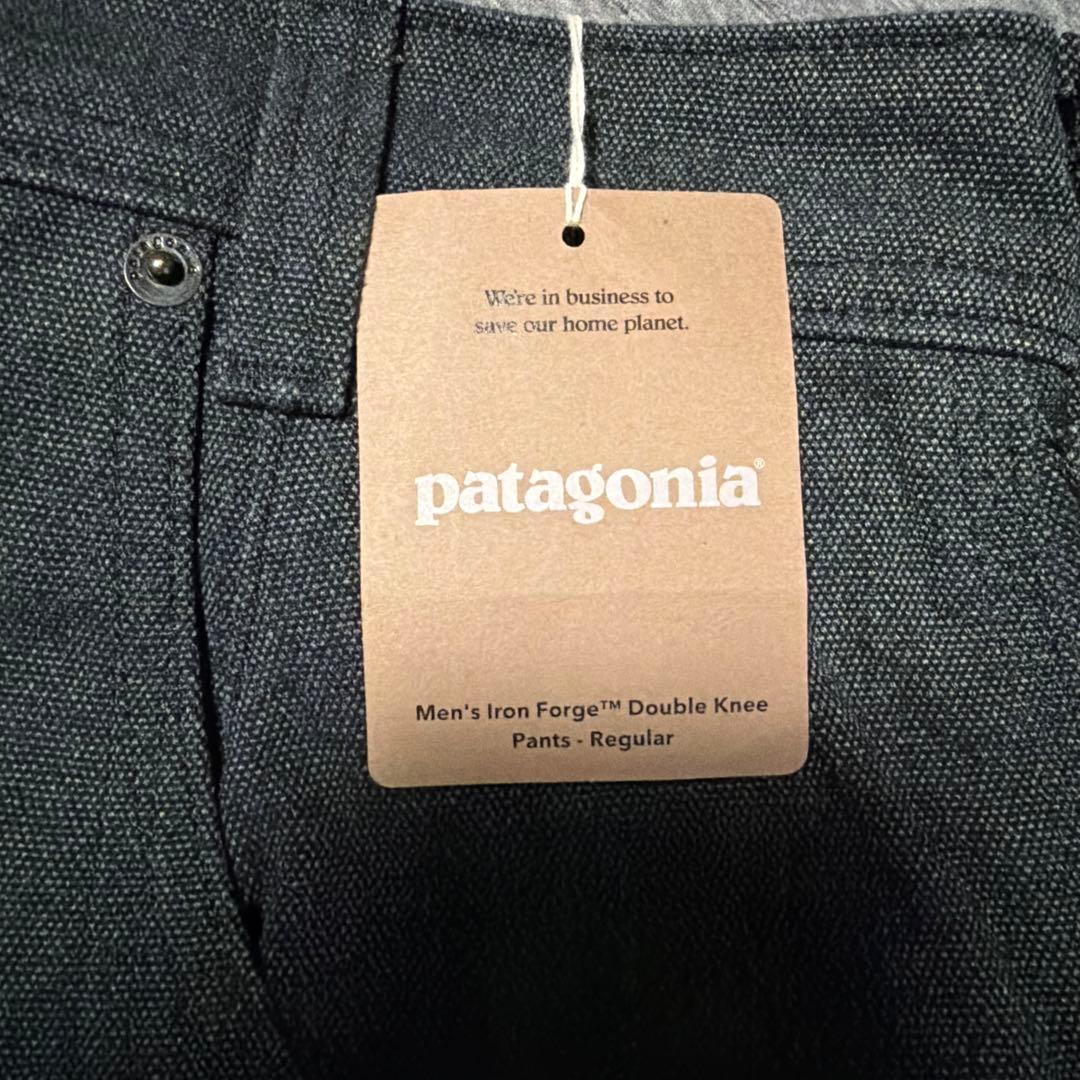 We're in business to
save our home planet.
patagonia®
Men's Iron Forge™ Double Knee
Pants - Regular